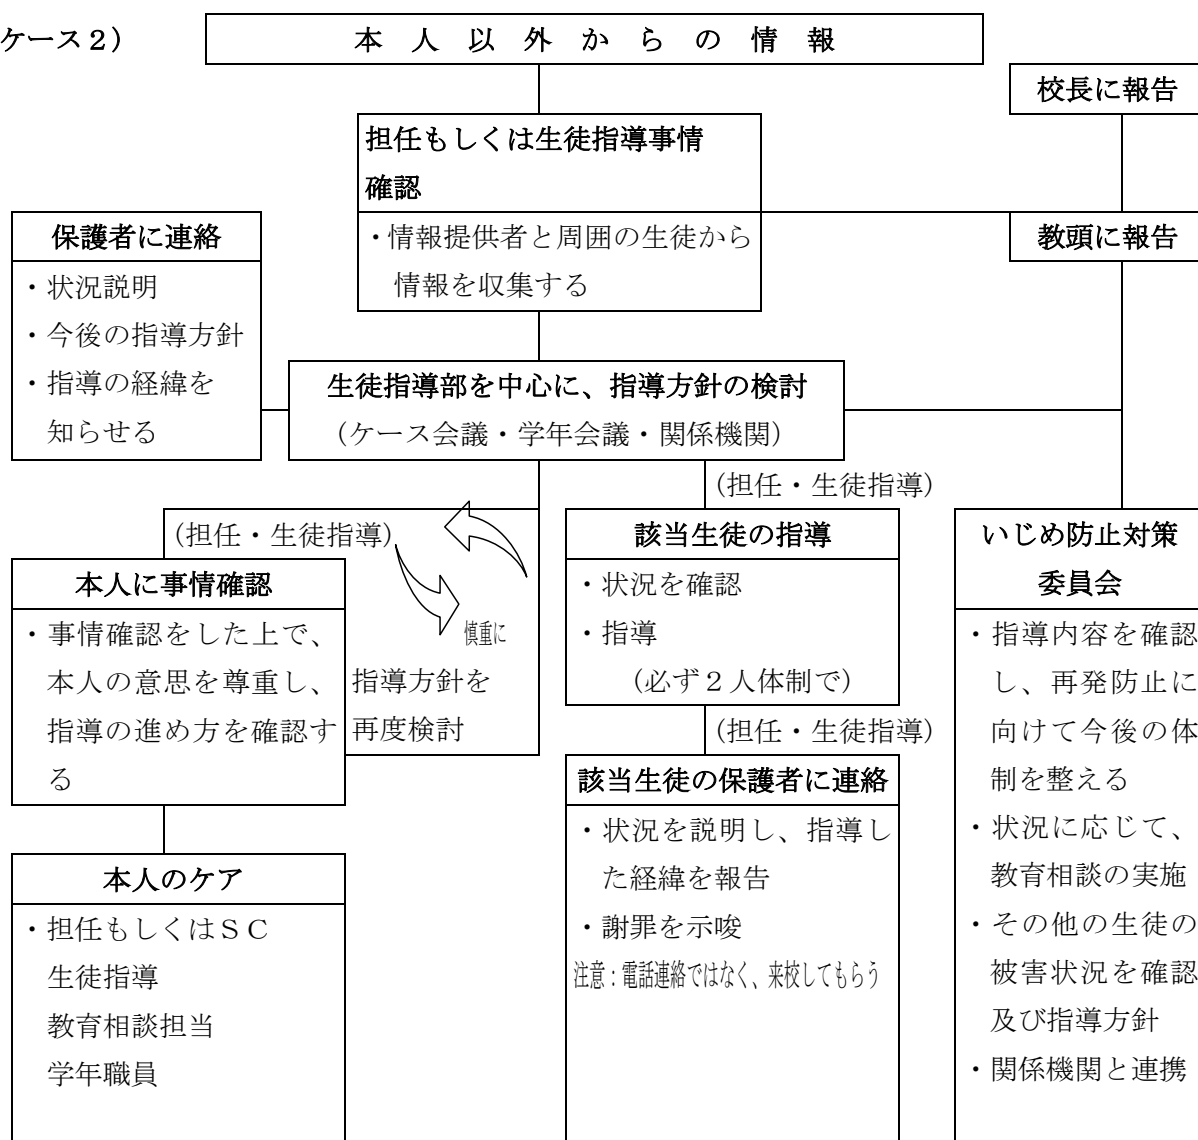 ケース２）
本人以外からの情報
校長に報告
担任もしくは生徒指導事情
確認
・情報提供者と周囲の生徒から
情報を収集する
教頭に報告
保護者に連絡
・状況説明
・今後の指導方針
・指導の経緯を
知らせる
生徒指導部を中心に、指導方針の検討
（ケース会議・学年会議・関係機関）
（担任・生徒指導）
本人に事情確認
・事情確認をした上で、
本人の意思を尊重し、
指導の進め方を確認す
る
慎重に
指導方針を
再度検討
本人のケア
・担任もしくはＳＣ
生徒指導
教育相談担当
学年職員
（担任・生徒指導）
該当生徒の指導
・状況を確認
・指導
（必ず２人体制で）
（担任・生徒指導）
該当生徒の保護者に連絡
・状況を説明し、指導し
た経緯を報告
・謝罪を示唆
注意：電話連絡ではなく、来校してもらう
いじめ防止対策
委員会
・指導内容を確認
し、再発防止に
向けて今後の体
制を整える
・状況に応じて、
教育相談の実施
・その他の生徒の
被害状況を確認
及び指導方針
・関係機関と連携